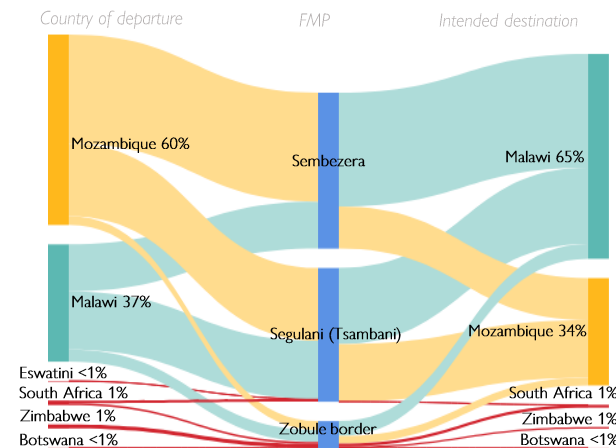 Country of departure
FMP
Intended destination
Mozambique 60%
Sembezera
Malawi 65%
Malawi 37%
Segulani (Tsambani)
Mozambique 34%
Eswatini <1%
South Africa 1%
South Africa 1%
Zimbabwe 1%
Zobule border
Zimbabwe 1%
Botswana <1%
Botswana <1%